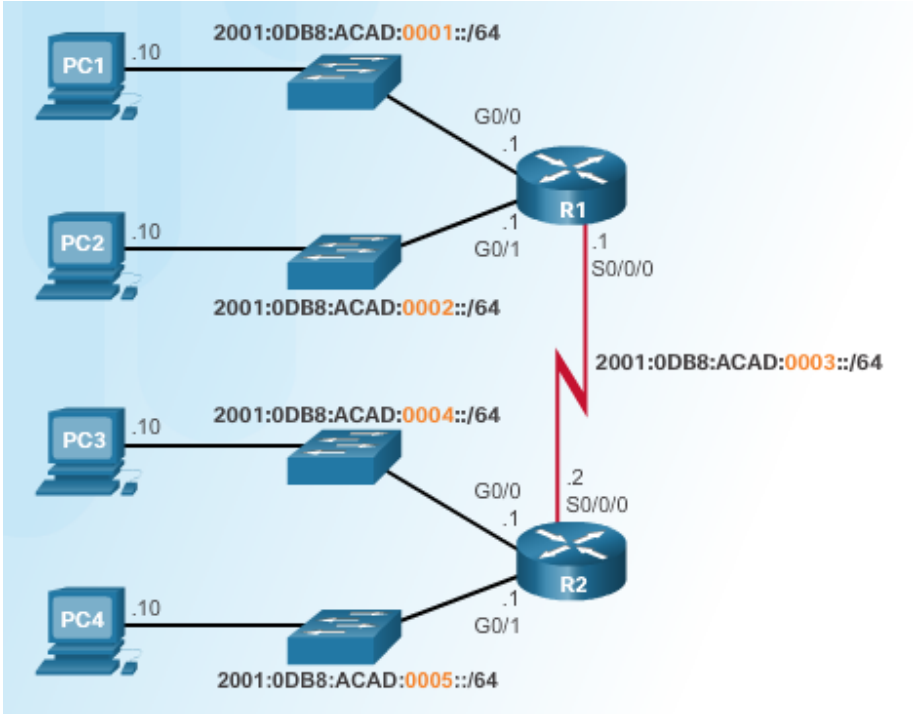 2001:0DB8:ACAD:0001::/64
PC1
.10
G0/0
.1
R1
PC2
.10
.1
G0/1
.1
S0/0/0
2001:0DB8:ACAD:0002::/64
2001:0DB8:ACAD:0003::/64
2001:0DB8:ACAD:0004::/64
PC3
.10
.2
S0/0/0
G0/0
.1
R2
PC4
.10
.1
G0/1
2001:0DB8:ACAD:0005::/64